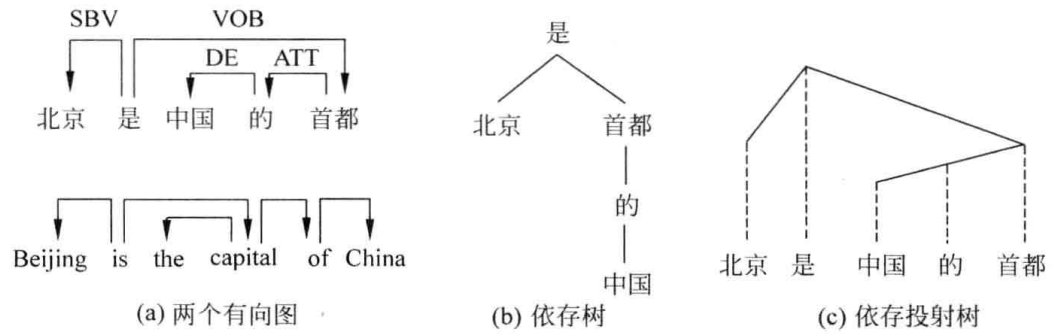 SBV VOB
DE ATT
北京 是 中国 的 首都
Beijing is the capital of China
(a) 两个有向图
是
北京 首都
的
中国
(b) 依存树
北京 是 中国 的 首都
(c) 依存投射树